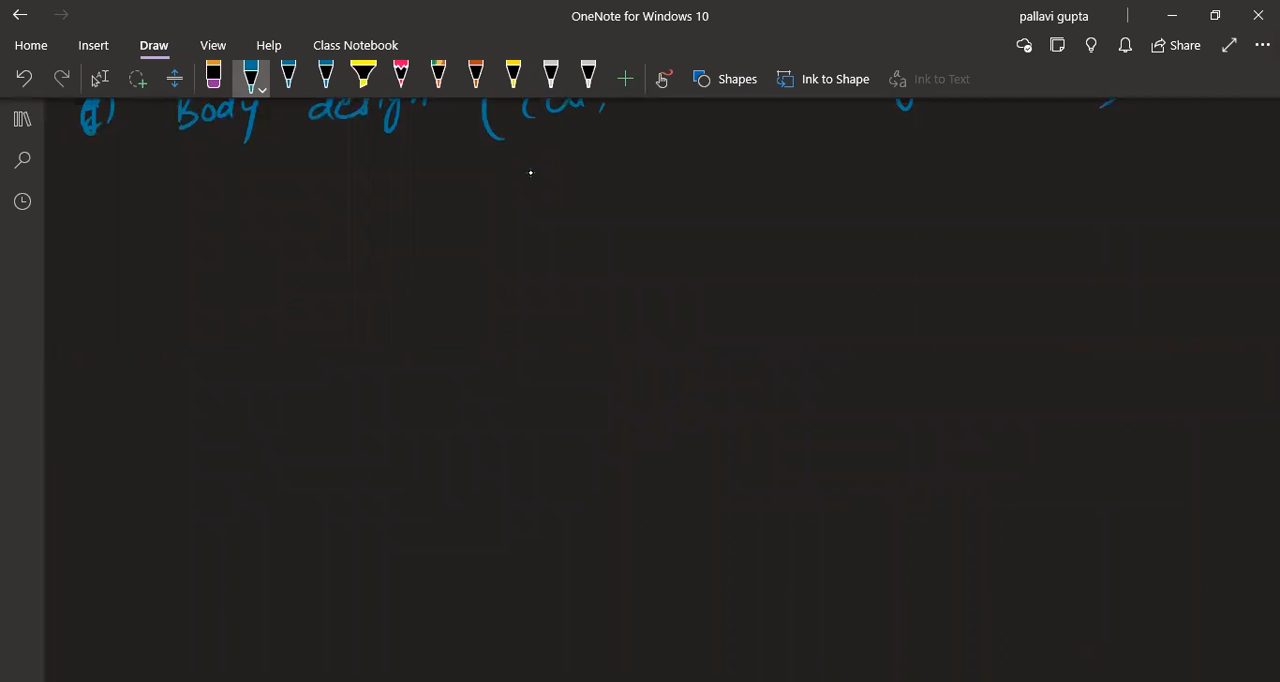 OneNote for Windows 10
pallavi gupta
Home Insert Draw View Help Class Notebook
Share
Shapes Ink to Shape Ink to Text
Body design (